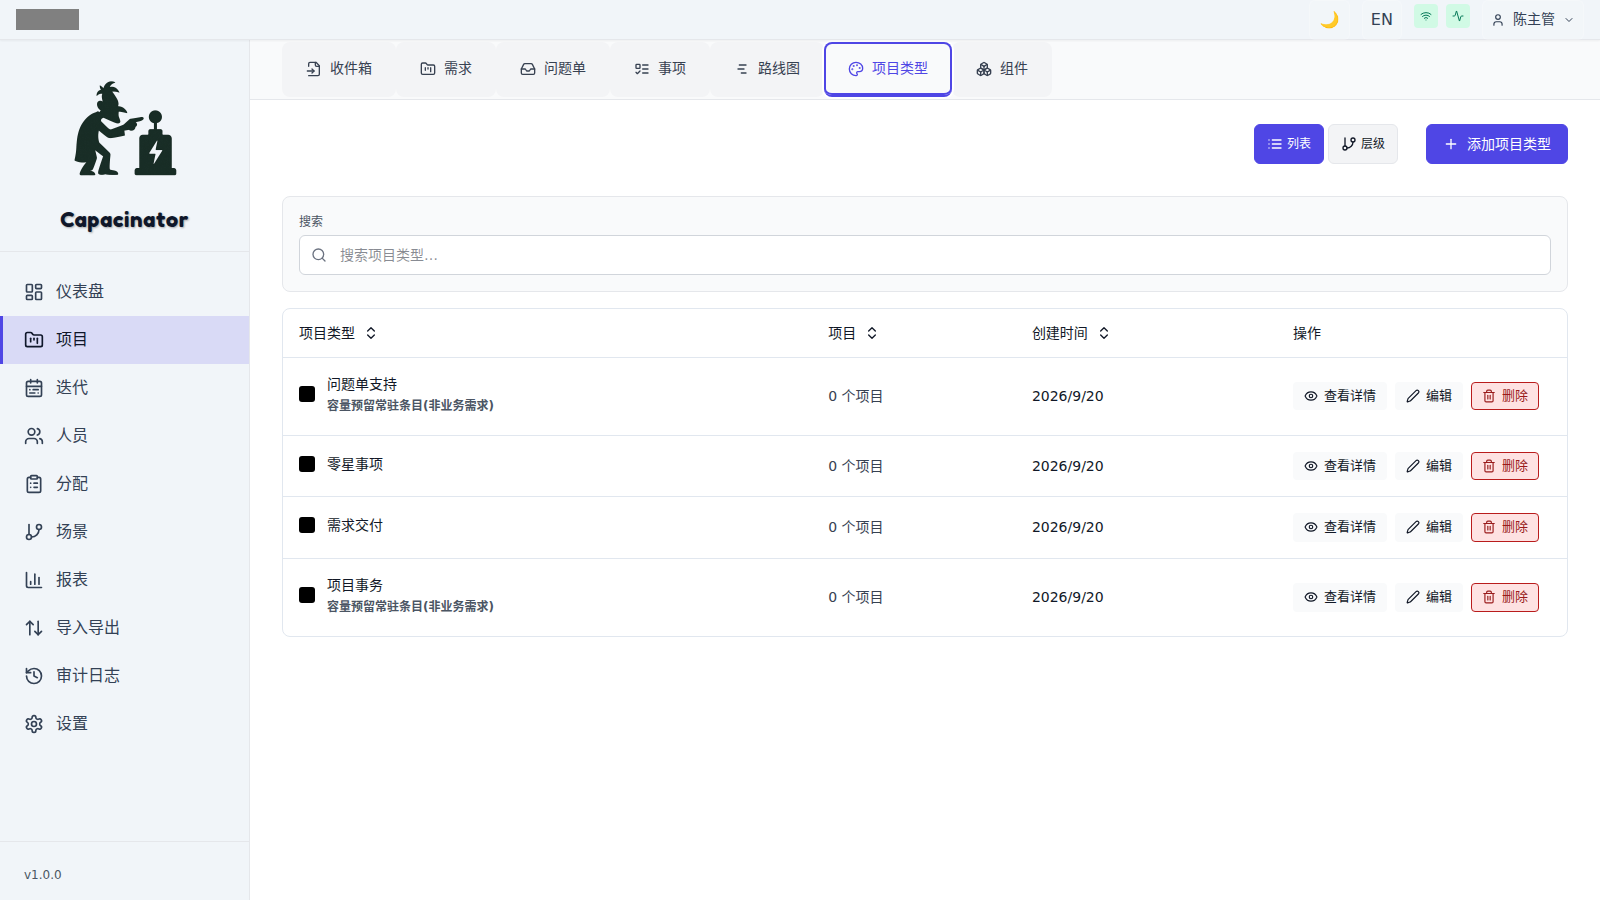 EN
陈主管
Capacinator
仪表盘
项目
迭代
人员
分配
场景
报表
导入导出
审计日志
设置
v1.0.0
收件箱
需求
问题单
事项
路线图
项目类型
组件
列表
层级
添加项目类型
搜索
搜索项目类型...
项目类型 项目 创建时间 操作
问题单支持
容量预留常驻条目(非业务需求)
0 个项目 2026/9/20 查看详情 编辑 删除
零星事项 0 个项目 2026/9/20 查看详情 编辑 删除
需求交付 0 个项目 2026/9/20 查看详情 编辑 删除
项目事务
容量预留常驻条目(非业务需求)
0 个项目 2026/9/20 查看详情 编辑 删除